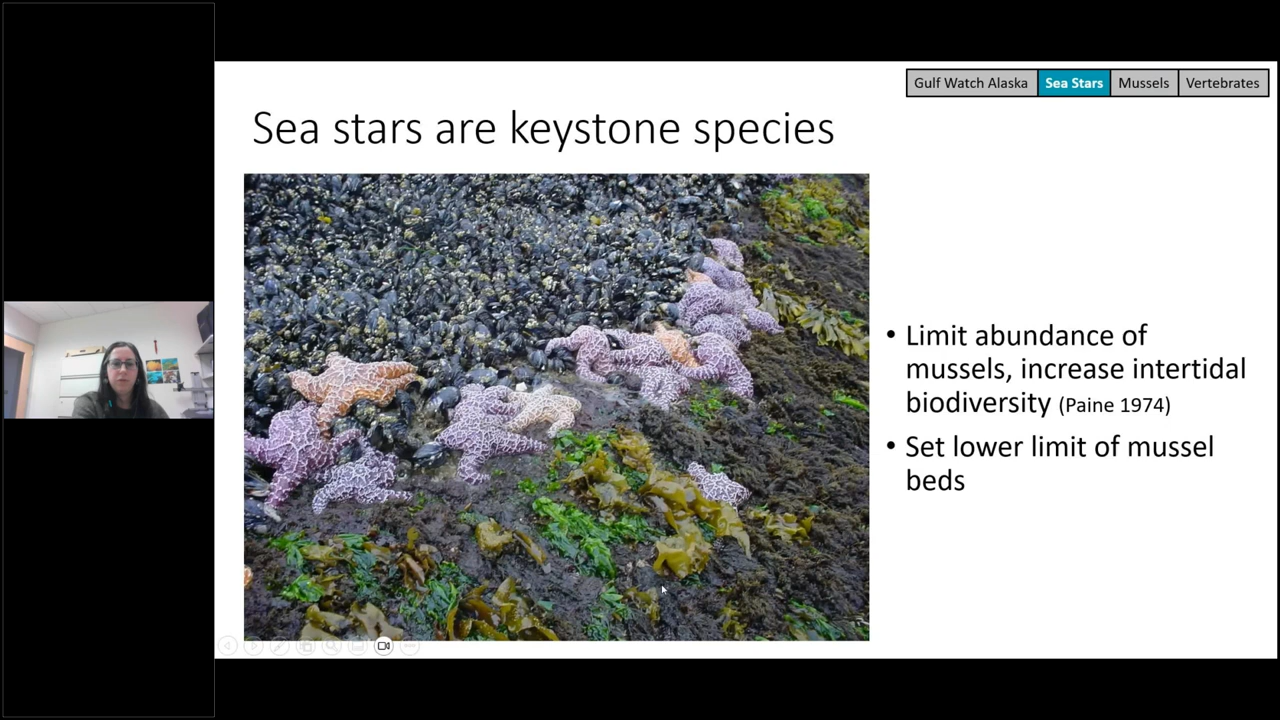 Gulf Watch Alaska Sea Stars Mussels Vertebrates
Sea stars are keystone species
• Limit abundance of
mussels, increase intertidal
biodiversity (Paine 1974)
• Set lower limit of mussel
beds